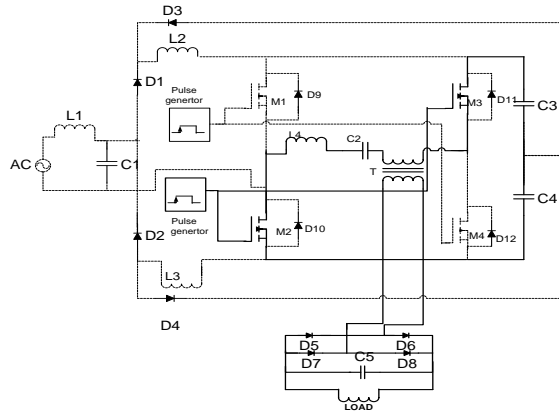 D3
L2
D1
Pulse
genertor
M1
D9
M3
D11
C3
L1
L4
C2
AC
C1
T
C4
Pulse
genertor
D2
M2
D10
M4
D12
L3
D4
D5
D6
D7
C5
D8
LOAD